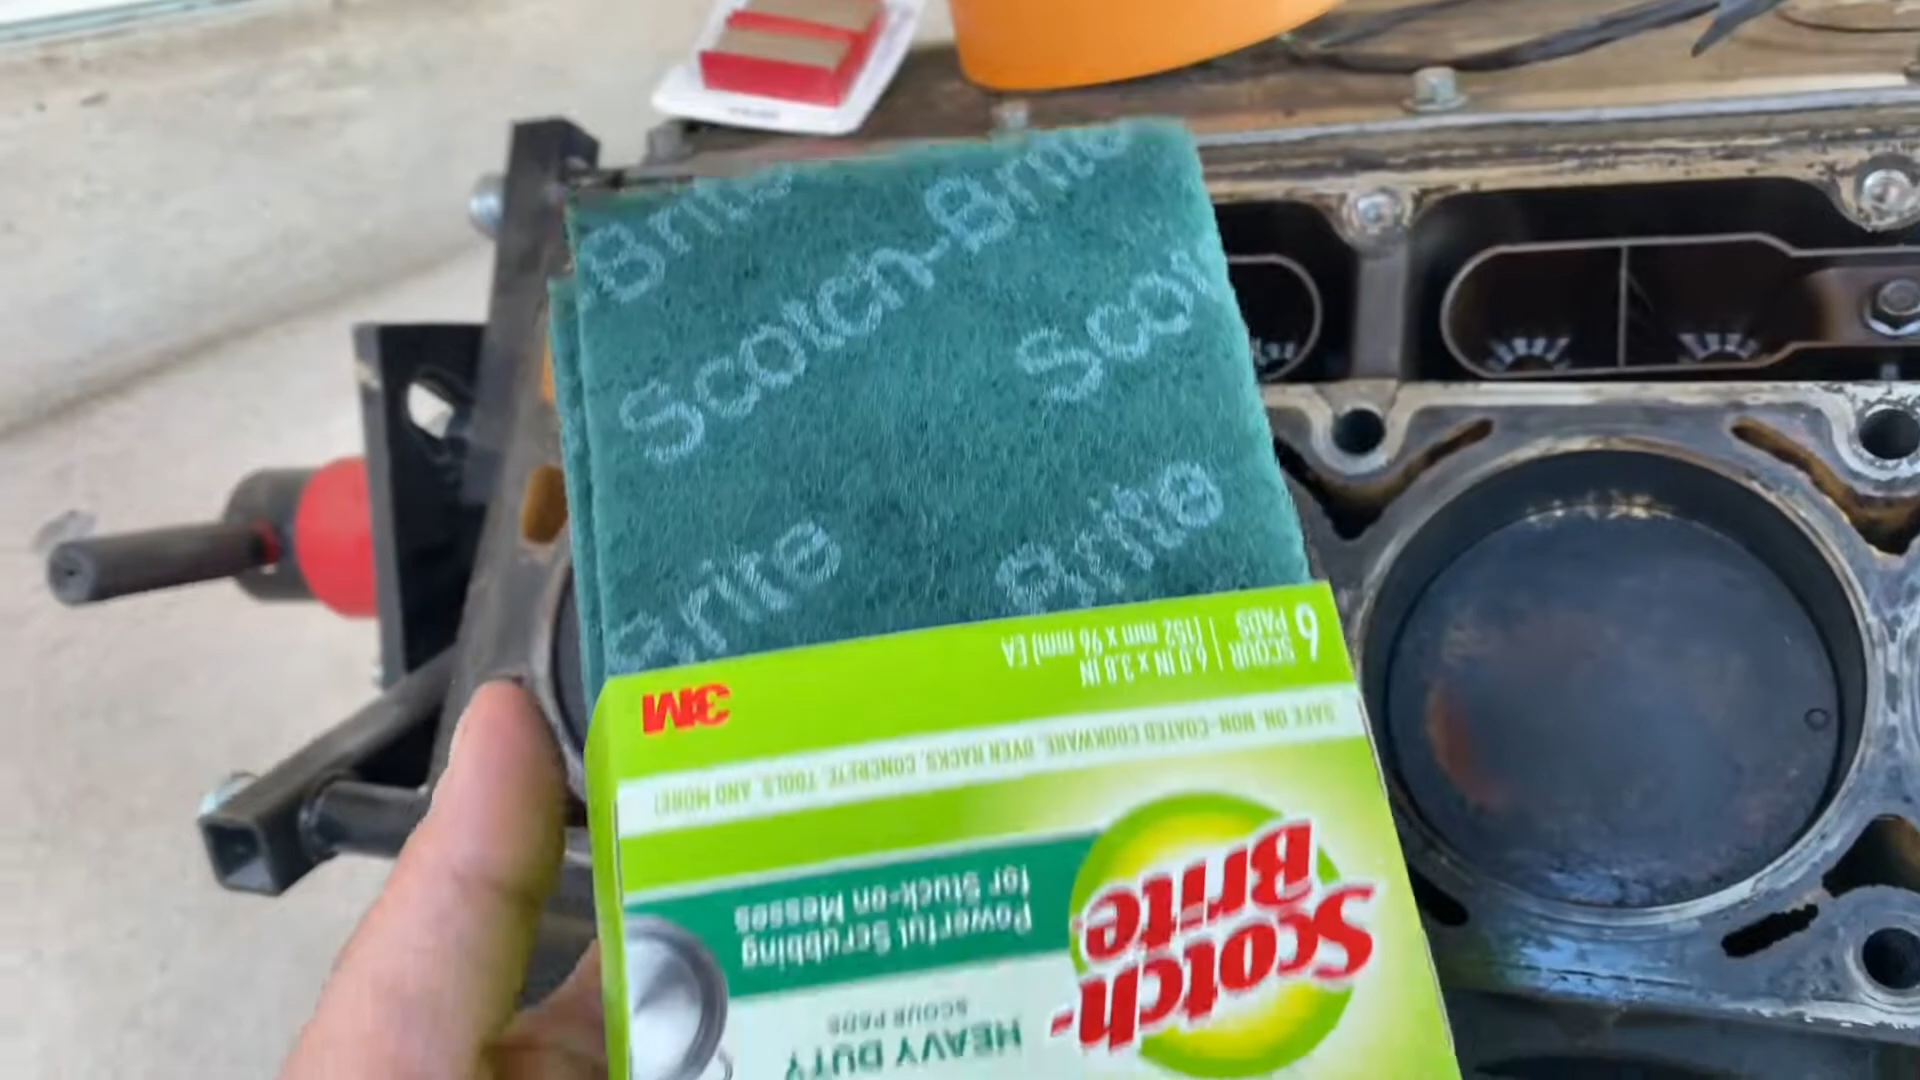 Brite
Scotch-Brite
Scot
Brite
Brite
HEAVY DUTY
SCOUR PADS
Scotch-
Brite
Powerful Scrubbing
for Stuck-on Messes
SAFE ON: NON-COATED COOKWARE, OVEN RACKS, CONCRETE, TOOLS, AND MORE!
6 SCOUR PADS
6.0 IN x 3.8 IN
(152 mm x 96 mm) EA
3M